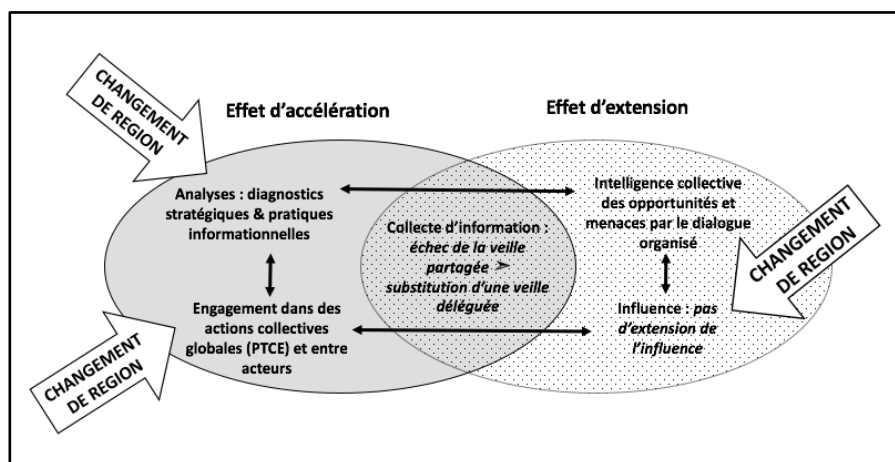 CHANGEMENT
DE REGION
Effet d'accélération
Effet d'extension
Analyses : diagnostics
stratégiques & pratiques
informationnelles
Collecte d'information :
échec de la veille
partagée ➢
substitution d'une veille
déléguée
Intelligence collective
des opportunités et
menaces par le dialogue
organisé
CHANGEMENT
DE REGION
Engagement dans des
actions collectives
globales (PTCE) et entre
acteurs
Influence : pas
d'extension de
l'influence
CHANGEMENT
DE REGION